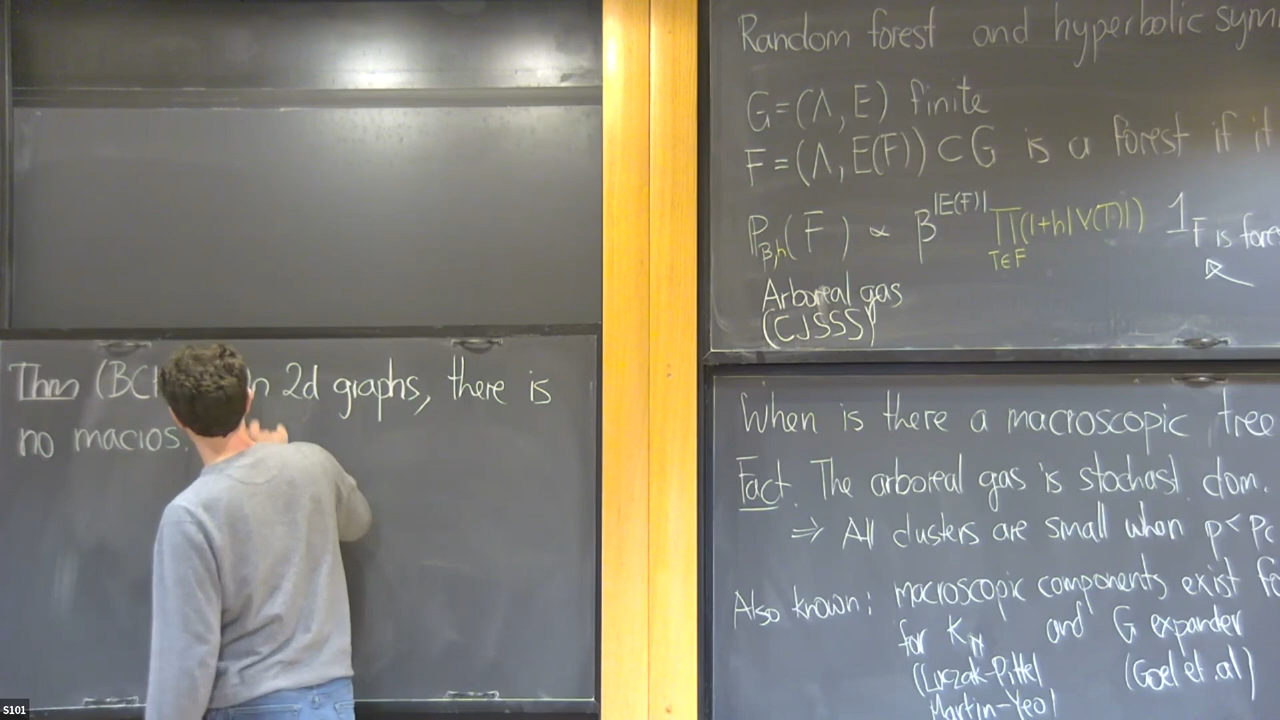 Thm (BC n 2d graphs, there is
no macros.
Random forest and hyperbolic sym
G=(Λ,E) finite
F=(Λ,E(F))⊂G is a forest if it
P_{β,h}(F) ∝ β^{|E(F)|} ∏_{T∈F}(1+h|V(T)|) 1_{F is fore
Arboreal gas
(CJSSS)
When is there a macroscopic tree
Fact. The arboreal gas is stochast. dom.
⇒ All clusters are small when p<pc
Also known: macroscopic components exist fo
for K_N and G expander
(Łuczak-Pittel (Goel et.al)
Martin-Yeo)
S101